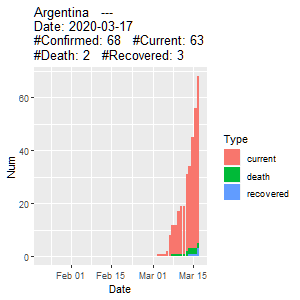 Argentina   ---
Date: 2020-03-17
#Confirmed: 68   #Current: 63
#Death: 2   #Recovered: 3
60
40
20
0
Num
Feb 01
Feb 15
Mar 01
Mar 15
Date
Type
current
death
recovered